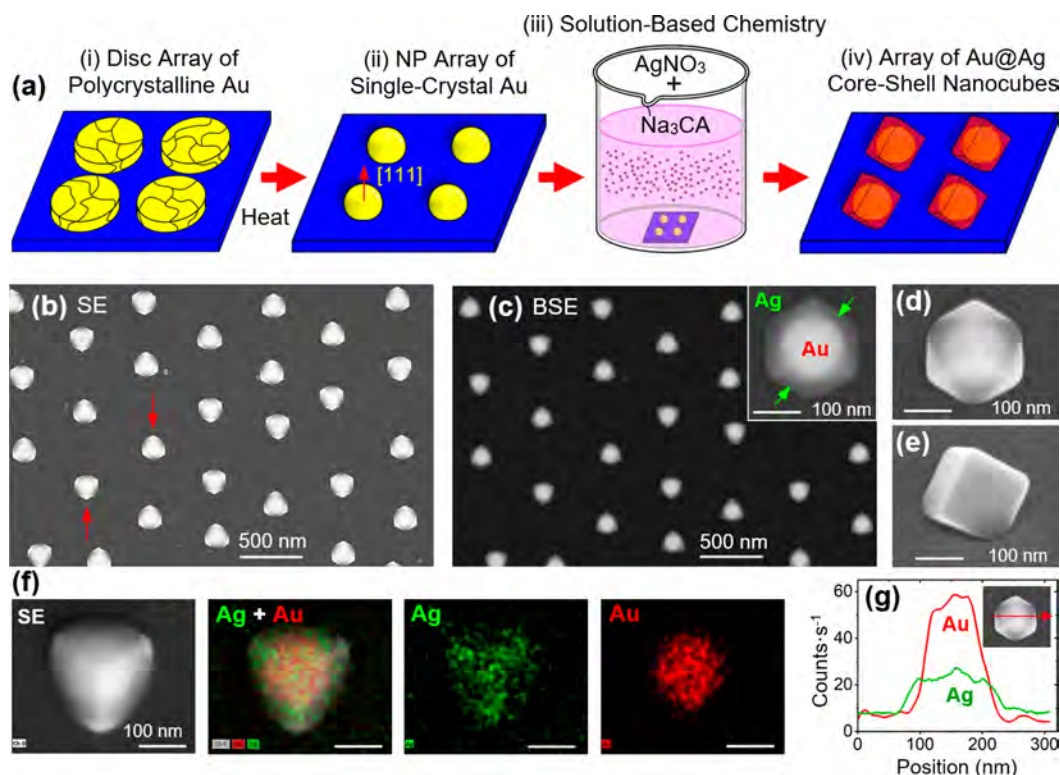 (a)
(i) Disc Array of
Polycrystalline Au
(ii) NP Array of
Single-Crystal Au
(iii) Solution-Based Chemistry
(iv) Array of Au@Ag
Core-Shell Nanocubes
[111]
Heat
AgNO₃
+
Na₃CA
(b) SE
500 nm
(c) BSE
500 nm
Ag
Au
100 nm
(d)
100 nm
(e)
100 nm
(f)
SE
100 nm
Ag + Au
Ag
Au
(g)
Counts·s⁻¹
60
40
20
0
Au
Ag
0 100 200 300
Position (nm)